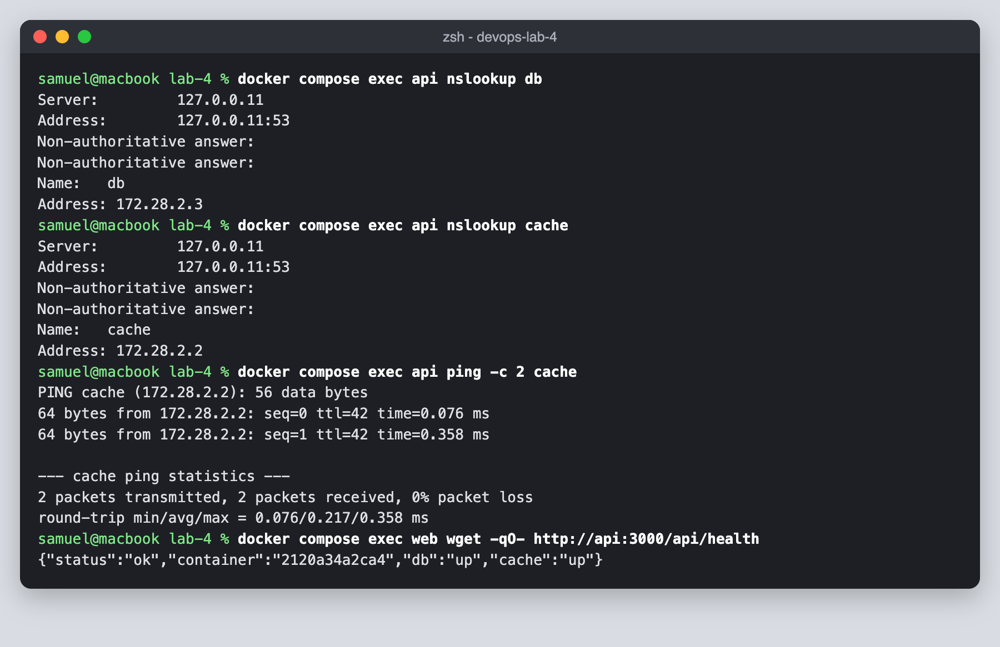 zsh - devops-lab-4
samuel@macbook lab-4 % docker compose exec api nslookup db
Server:         127.0.0.11
Address:        127.0.0.11:53
Non-authoritative answer:
Non-authoritative answer:
Name:   db
Address: 172.28.2.3
samuel@macbook lab-4 % docker compose exec api nslookup cache
Server:         127.0.0.11
Address:        127.0.0.11:53
Non-authoritative answer:
Non-authoritative answer:
Name:   cache
Address: 172.28.2.2
samuel@macbook lab-4 % docker compose exec api ping -c 2 cache
PING cache (172.28.2.2): 56 data bytes
64 bytes from 172.28.2.2: seq=0 ttl=42 time=0.076 ms
64 bytes from 172.28.2.2: seq=1 ttl=42 time=0.358 ms
--- cache ping statistics ---
2 packets transmitted, 2 packets received, 0% packet loss
round-trip min/avg/max = 0.076/0.217/0.358 ms
samuel@macbook lab-4 % docker compose exec web wget -qO- http://api:3000/api/health
{"status":"ok","container":"2120a34a2ca4","db":"up","cache":"up"}